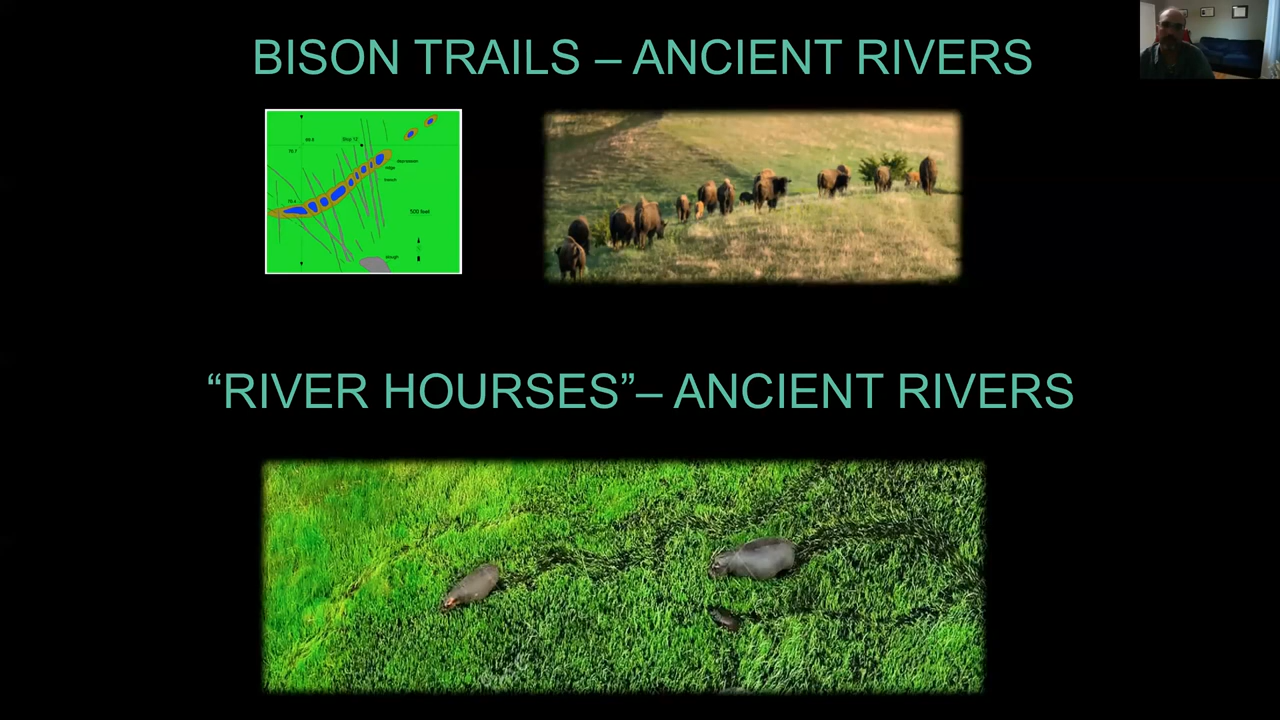 BISON TRAILS – ANCIENT RIVERS
500 feet
“RIVER HOURSES”– ANCIENT RIVERS